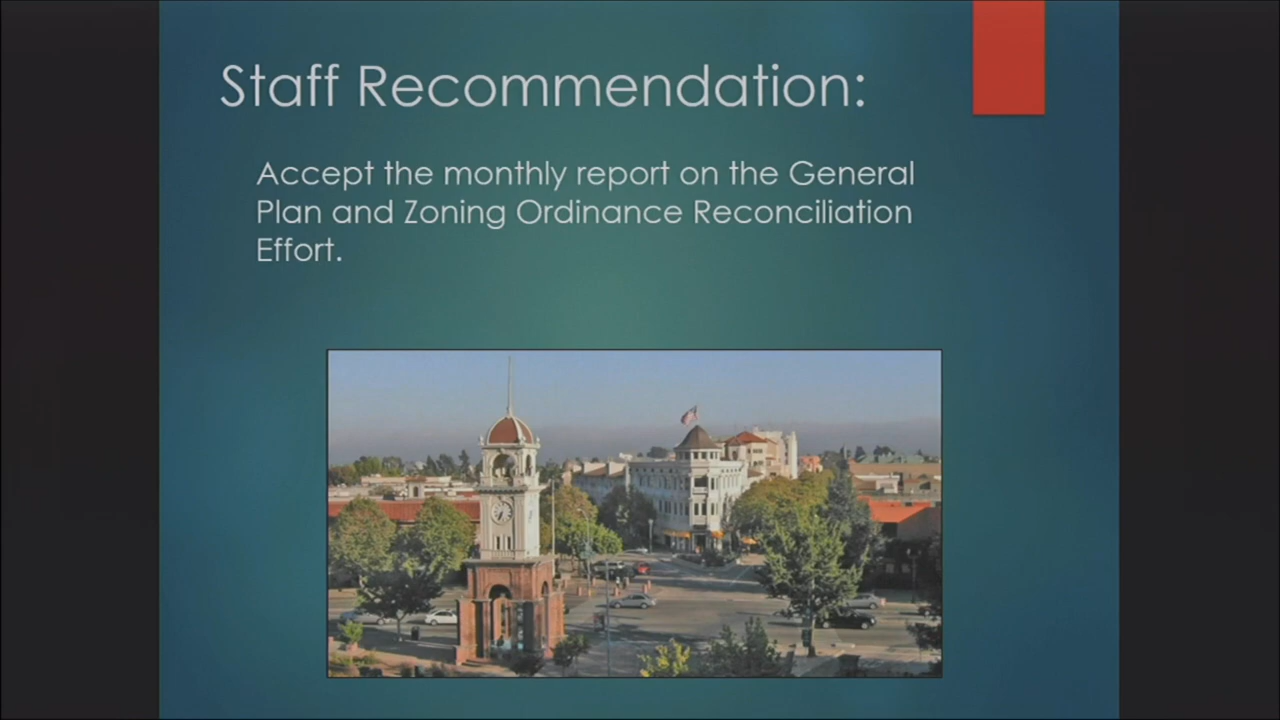 Staff Recommendation:
Accept the monthly report on the General
Plan and Zoning Ordinance Reconciliation
Effort.